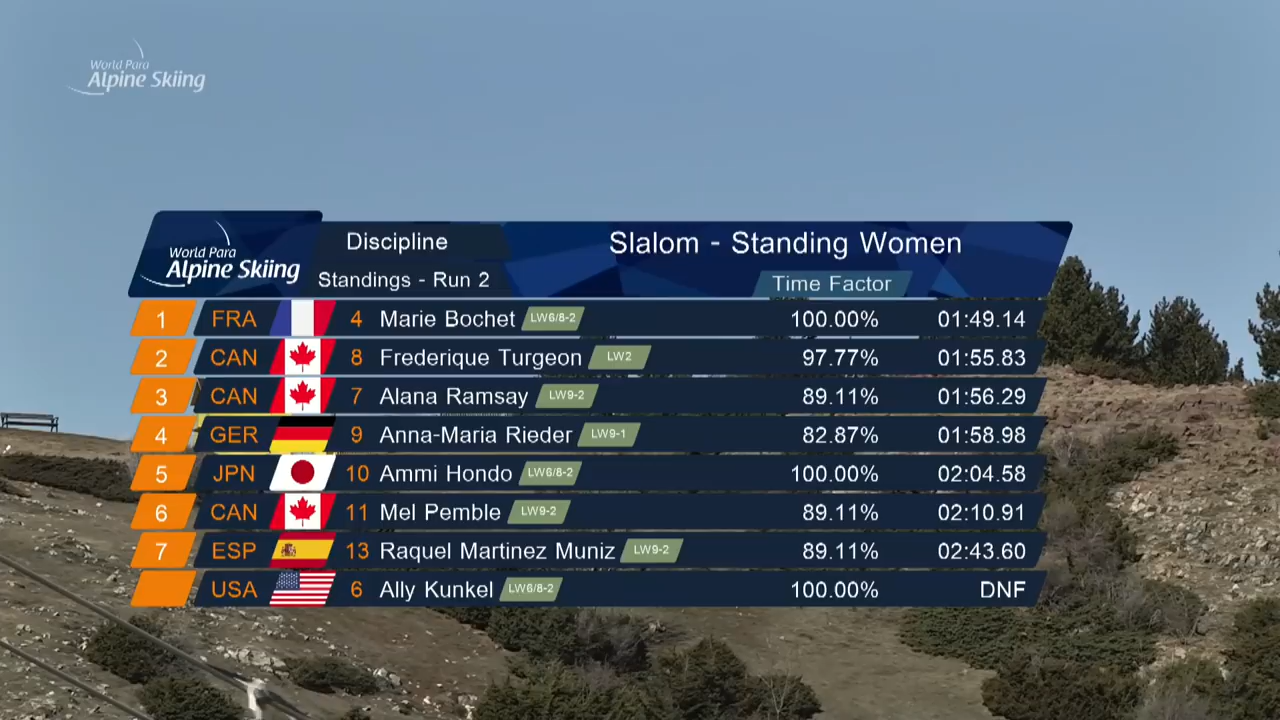 World Para
Alpine Skiing
World Para
Alpine Skiing
Discipline
Slalom - Standing Women
Standings - Run 2
Time Factor
1 FRA 4 Marie Bochet LW6/8-2 100.00% 01:49.14
2 CAN 8 Frederique Turgeon LW2 97.77% 01:55.83
3 CAN 7 Alana Ramsay LW9-2 89.11% 01:56.29
4 GER 9 Anna-Maria Rieder LW9-1 82.87% 01:58.98
5 JPN 10 Ammi Hondo LW6/8-2 100.00% 02:04.58
6 CAN 11 Mel Pemble LW9-2 89.11% 02:10.91
7 ESP 13 Raquel Martinez Muniz LW9-2 89.11% 02:43.60
USA 6 Ally Kunkel LW6/8-2 100.00% DNF